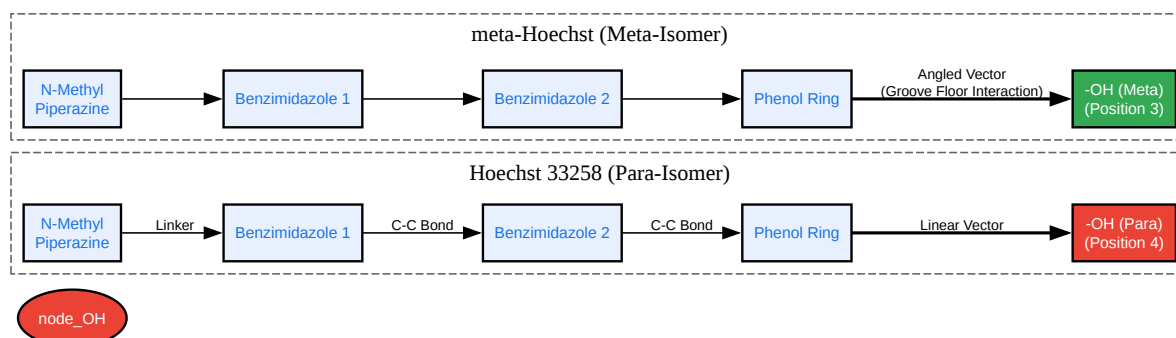 meta-Hoechst (Meta-Isomer)
N-Methyl
Piperazine
Benzimidazole 1
Benzimidazole 2
Phenol Ring
Angled Vector
(Groove Floor Interaction)
-OH (Meta)
(Position 3)
Hoechst 33258 (Para-Isomer)
N-Methyl
Piperazine
Linker
Benzimidazole 1
C-C Bond
Benzimidazole 2
C-C Bond
Phenol Ring
Linear Vector
-OH (Para)
(Position 4)
node_OH